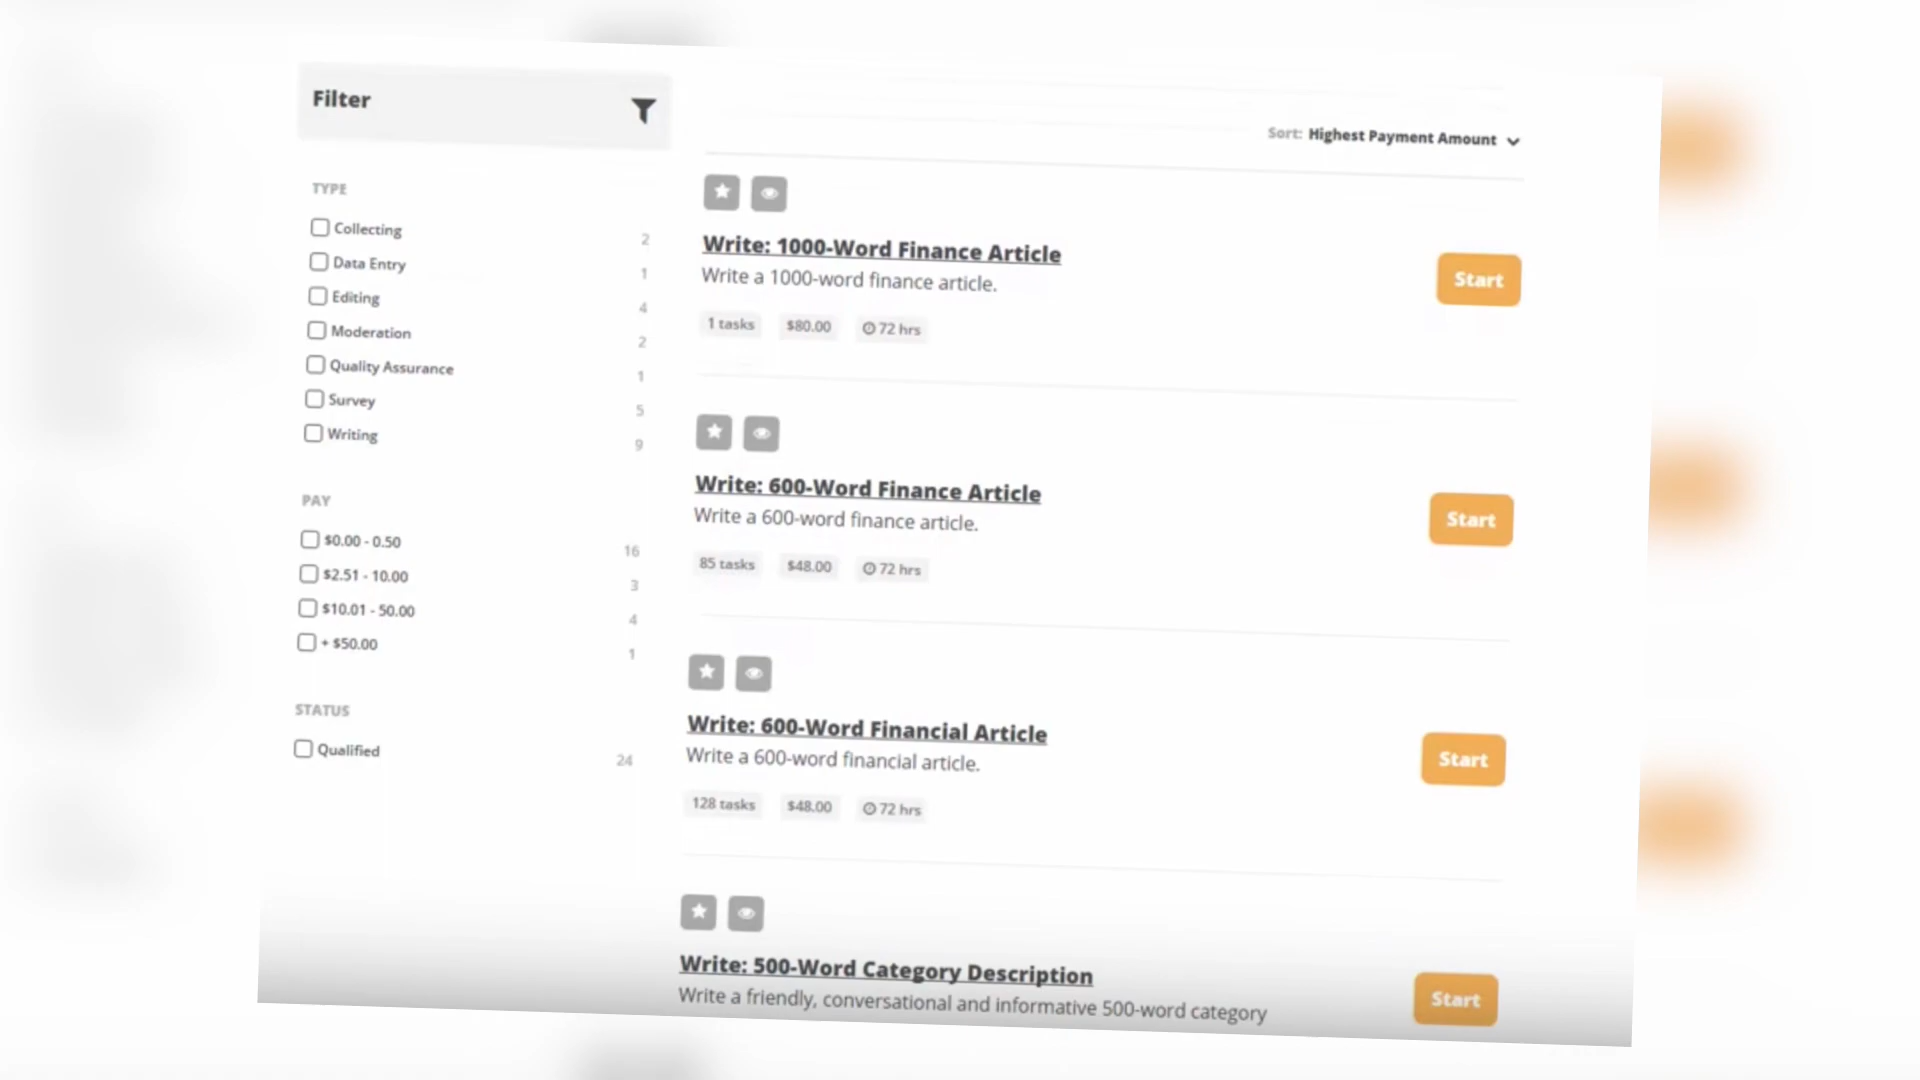 Filter
Sort: Highest Payment Amount
TYPE
Collecting 2
Data Entry 1
Editing 4
Moderation 2
Quality Assurance 1
Survey 5
Writing 9
PAY
$0.00 - 0.50 16
$2.51 - 10.00 3
$10.01 - 50.00 4
+ $50.00 1
STATUS
Qualified 24
Write: 1000-Word Finance Article
Write a 1000-word finance article.
Start
1 tasks $80.00 72 hrs
Write: 600-Word Finance Article
Write a 600-word finance article.
Start
85 tasks $48.00 72 hrs
Write: 600-Word Financial Article
Write a 600-word financial article.
Start
128 tasks $48.00 72 hrs
Write: 500-Word Category Description
Write a friendly, conversational and informative 500-word category
Start